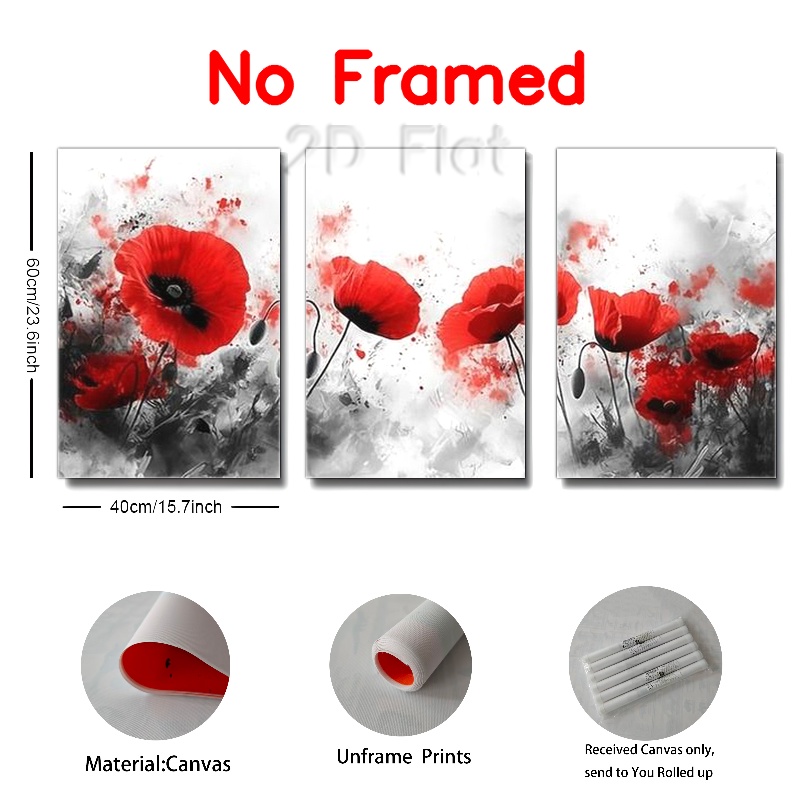 No Framed
2D Flat
60cm/23.6inch
40cm/15.7inch
Material:Canvas
Unframe Prints
Received Canvas only,
send to You Rolled up